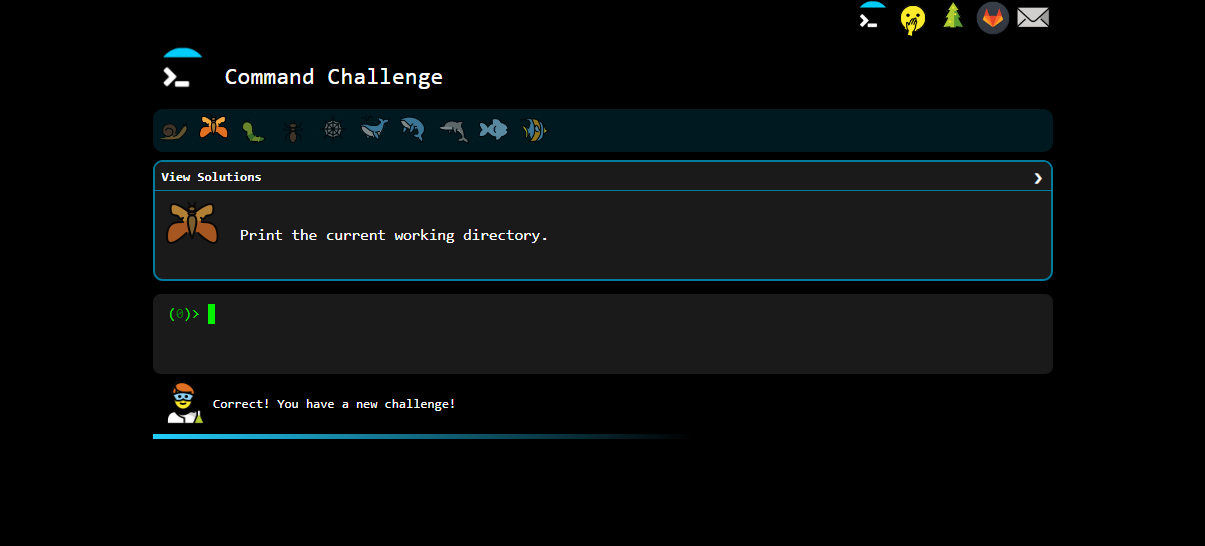 Command Challenge
View Solutions
Print the current working directory.
(0)>
Correct! You have a new challenge!